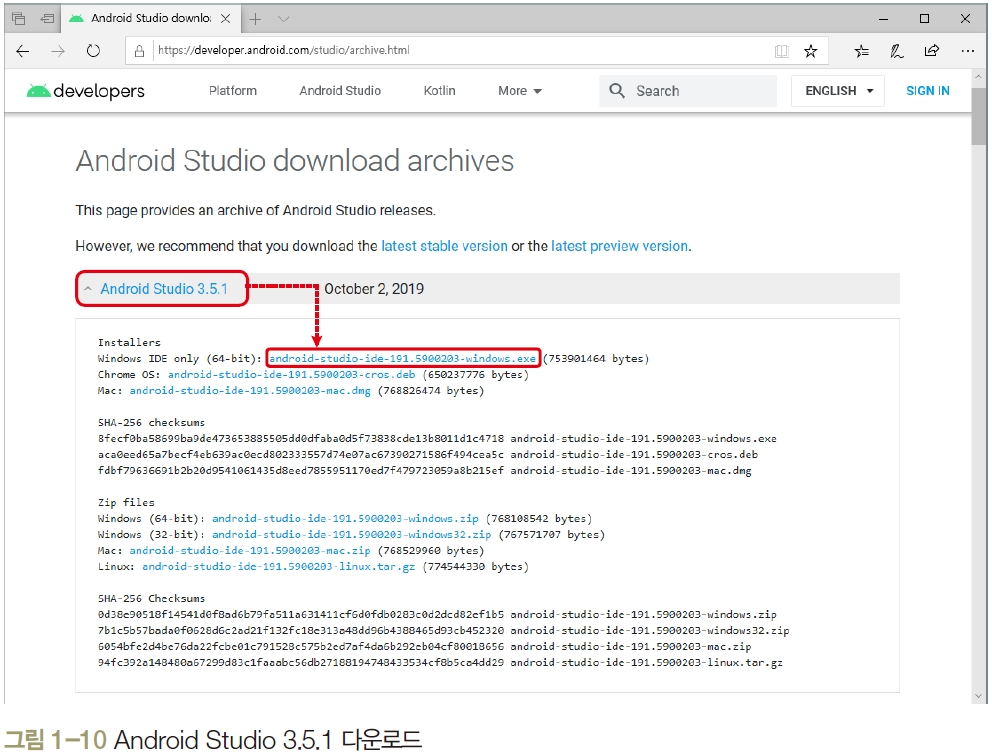 Android Studio downloa
https://developer.android.com/studio/archive.html
developers Platform Android Studio Kotlin More Search ENGLISH SIGN IN
Android Studio download archives
This page provides an archive of Android Studio releases.
However, we recommend that you download the latest stable version or the latest preview version.
Android Studio 3.5.1 October 2, 2019
Installers
Windows IDE only (64-bit): android-studio-ide-191.5900203-windows.exe (753901464 bytes)
Chrome OS: android-studio-ide-191.5900203-cros.deb (650237776 bytes)
Mac: android-studio-ide-191.5900203-mac.dmg (768826474 bytes)
SHA-256 checksums
8fecf0ba58699ba9de473653885505dd0dfaba0d5f73838cde13b8011d1c4718 android-studio-ide-191.5900203-windows.exe
aca0eed65a7becf4eb639ac0ecd802333557d74e07ac67390271586f494cea5c android-studio-ide-191.5900203-cros.deb
fdbf79636691b2b20d9541061435d8eed7855951170ed7f479723059a8b215ef android-studio-ide-191.5900203-mac.dmg
Zip files
Windows (64-bit): android-studio-ide-191.5900203-windows.zip (768108542 bytes)
Windows (32-bit): android-studio-ide-191.5900203-windows32.zip (767571707 bytes)
Mac: android-studio-ide-191.5900203-mac.zip (768529960 bytes)
Linux: android-studio-ide-191.5900203-linux.tar.gz (774544330 bytes)
SHA-256 Checksums
0d38e90518f14541d0f8ad6b79fa511a631411cf6d0fdb0283c0d2dcd82ef1b5 android-studio-ide-191.5900203-windows.zip
7b1c5b57bada0f0628d6c2ad21f132fc18e313a48dd96b4388465d93cb452320 android-studio-ide-191.5900203-windows32.zip
6054bfe2d4be76da22fcbe01c791528c575b2ed7af4da6b292eb04cf80018656 android-studio-ide-191.5900203-mac.zip
94fc392a148480a67299d83c1faaabc56db27188194748433534cf8b5ca4dd29 android-studio-ide-191.5900203-linux.tar.gz
그림 1-10 Android Studio 3.5.1 다운로드